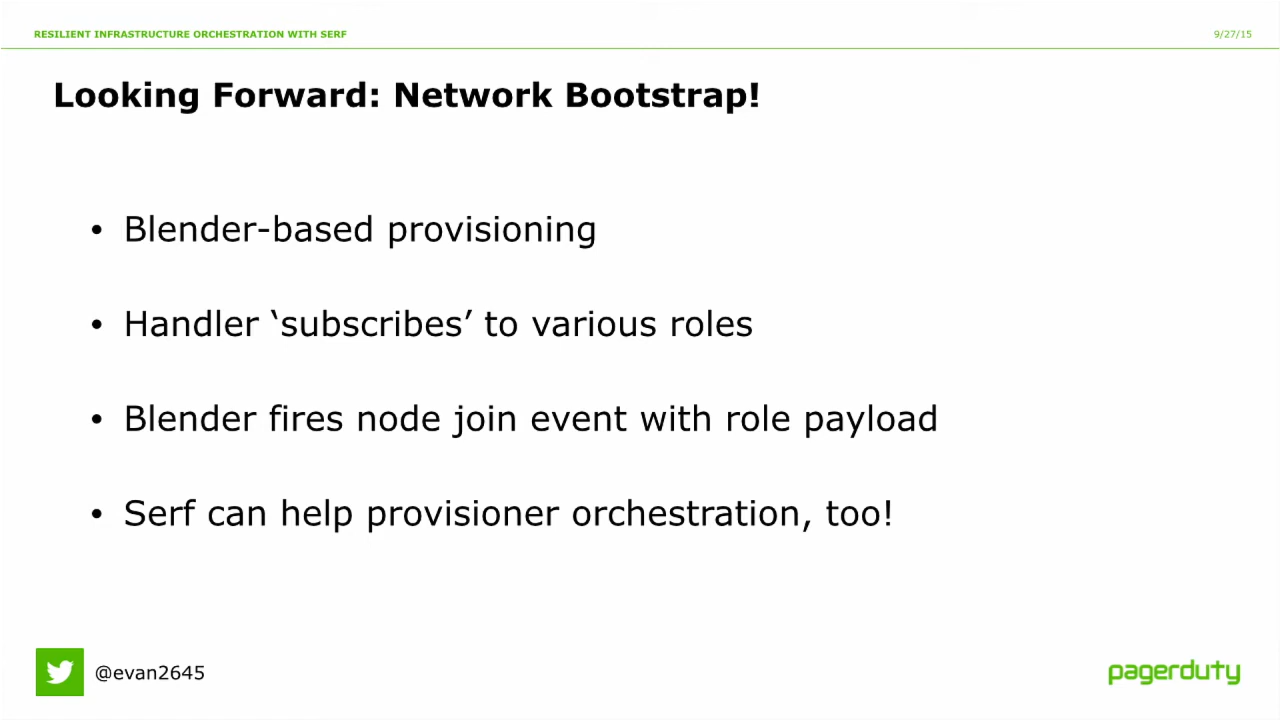 RESILIENT INFRASTRUCTURE ORCHESTRATION WITH SERF
9/27/15
Looking Forward: Network Bootstrap!
• Blender-based provisioning
• Handler ‘subscribes’ to various roles
• Blender fires node join event with role payload
• Serf can help provisioner orchestration, too!
@evan2645
pagerduty